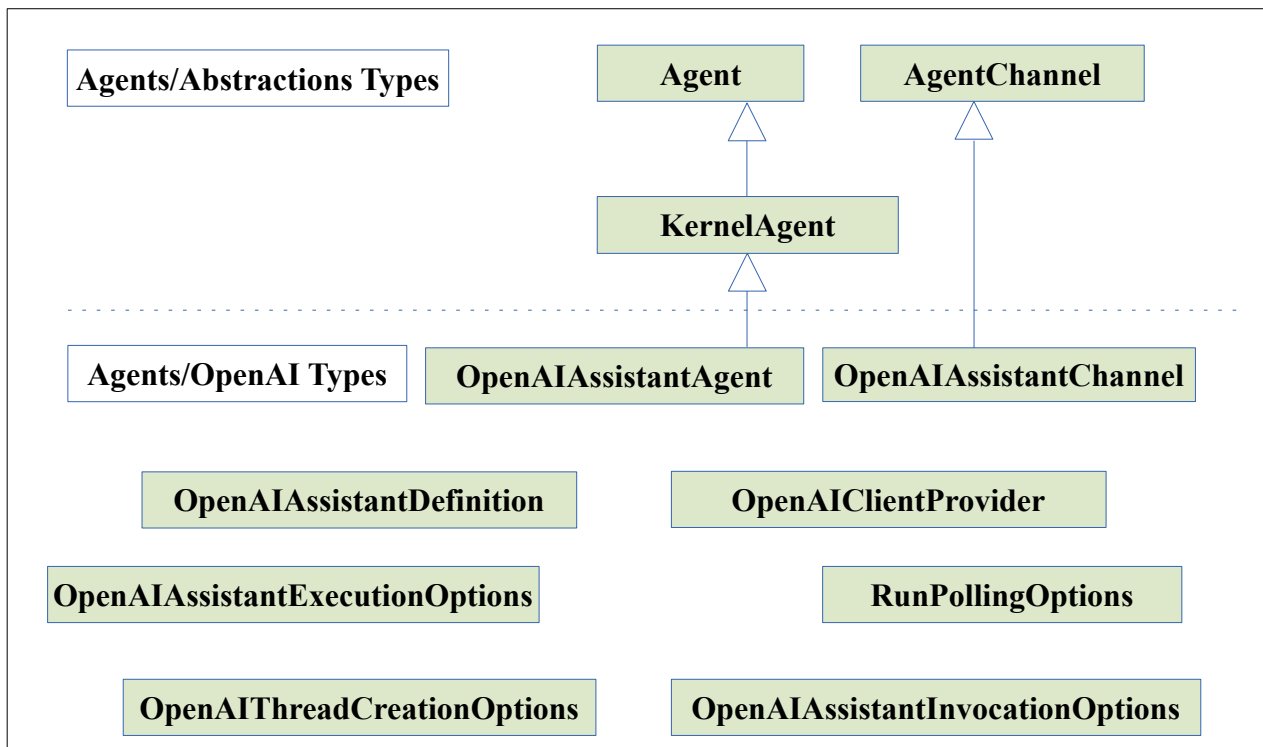 Agents/Abstractions Types
Agent
AgentChannel
KernelAgent
Agents/OpenAI Types
OpenAIAssistantAgent
OpenAIAssistantChannel
OpenAIAssistantDefinition
OpenAIClientProvider
OpenAIAssistantExecutionOptions
RunPollingOptions
OpenAIThreadCreationOptions
OpenAIAssistantInvocationOptions